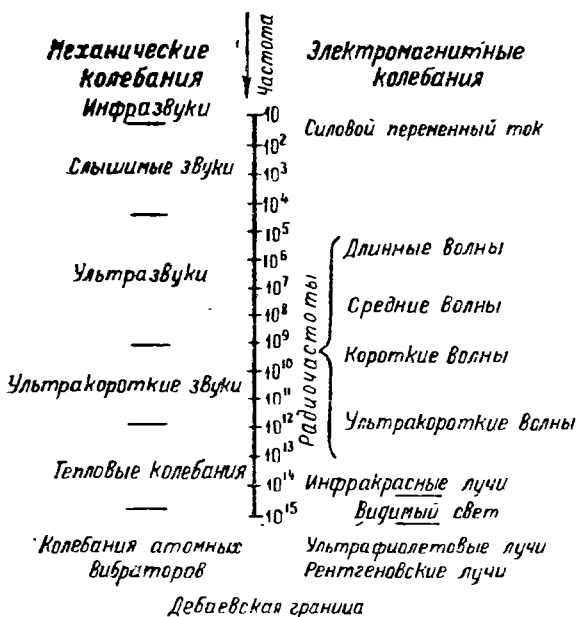 Механические
колебания
Частота
Электромагнитные
колебания
Инфразвуки
Слышимые звуки
Ультразвуки
Ультракороткие звуки
Тепловые колебания
Колебания атомных
Вибраторов
10
10²
10³
10⁴
10⁵
10⁶
10⁷
10⁸
10⁹
10¹⁰
10¹¹
10¹²
10¹³
10¹⁴
10¹⁵
Силовой переменный ток
Радиочастоты
Длинные волны
Средние волны
Короткие волны
Ультракороткие волны
Инфракрасные лучи
Видимый свет
Ультрафиолетовые лучи
Рентгеновские лучи
Дебаевская граница